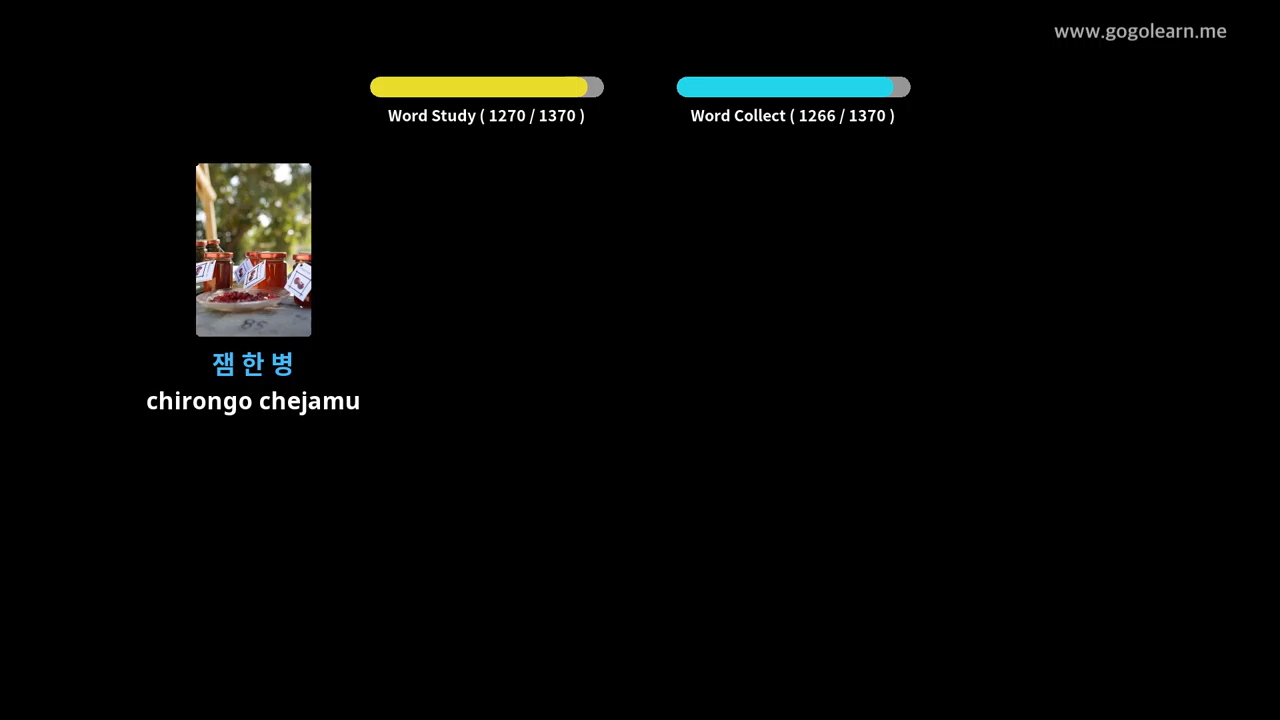 www.gogolearn.me
Word Study ( 1270 / 1370 )
Word Collect ( 1266 / 1370 )
잼 한 병
chirongo chejamu